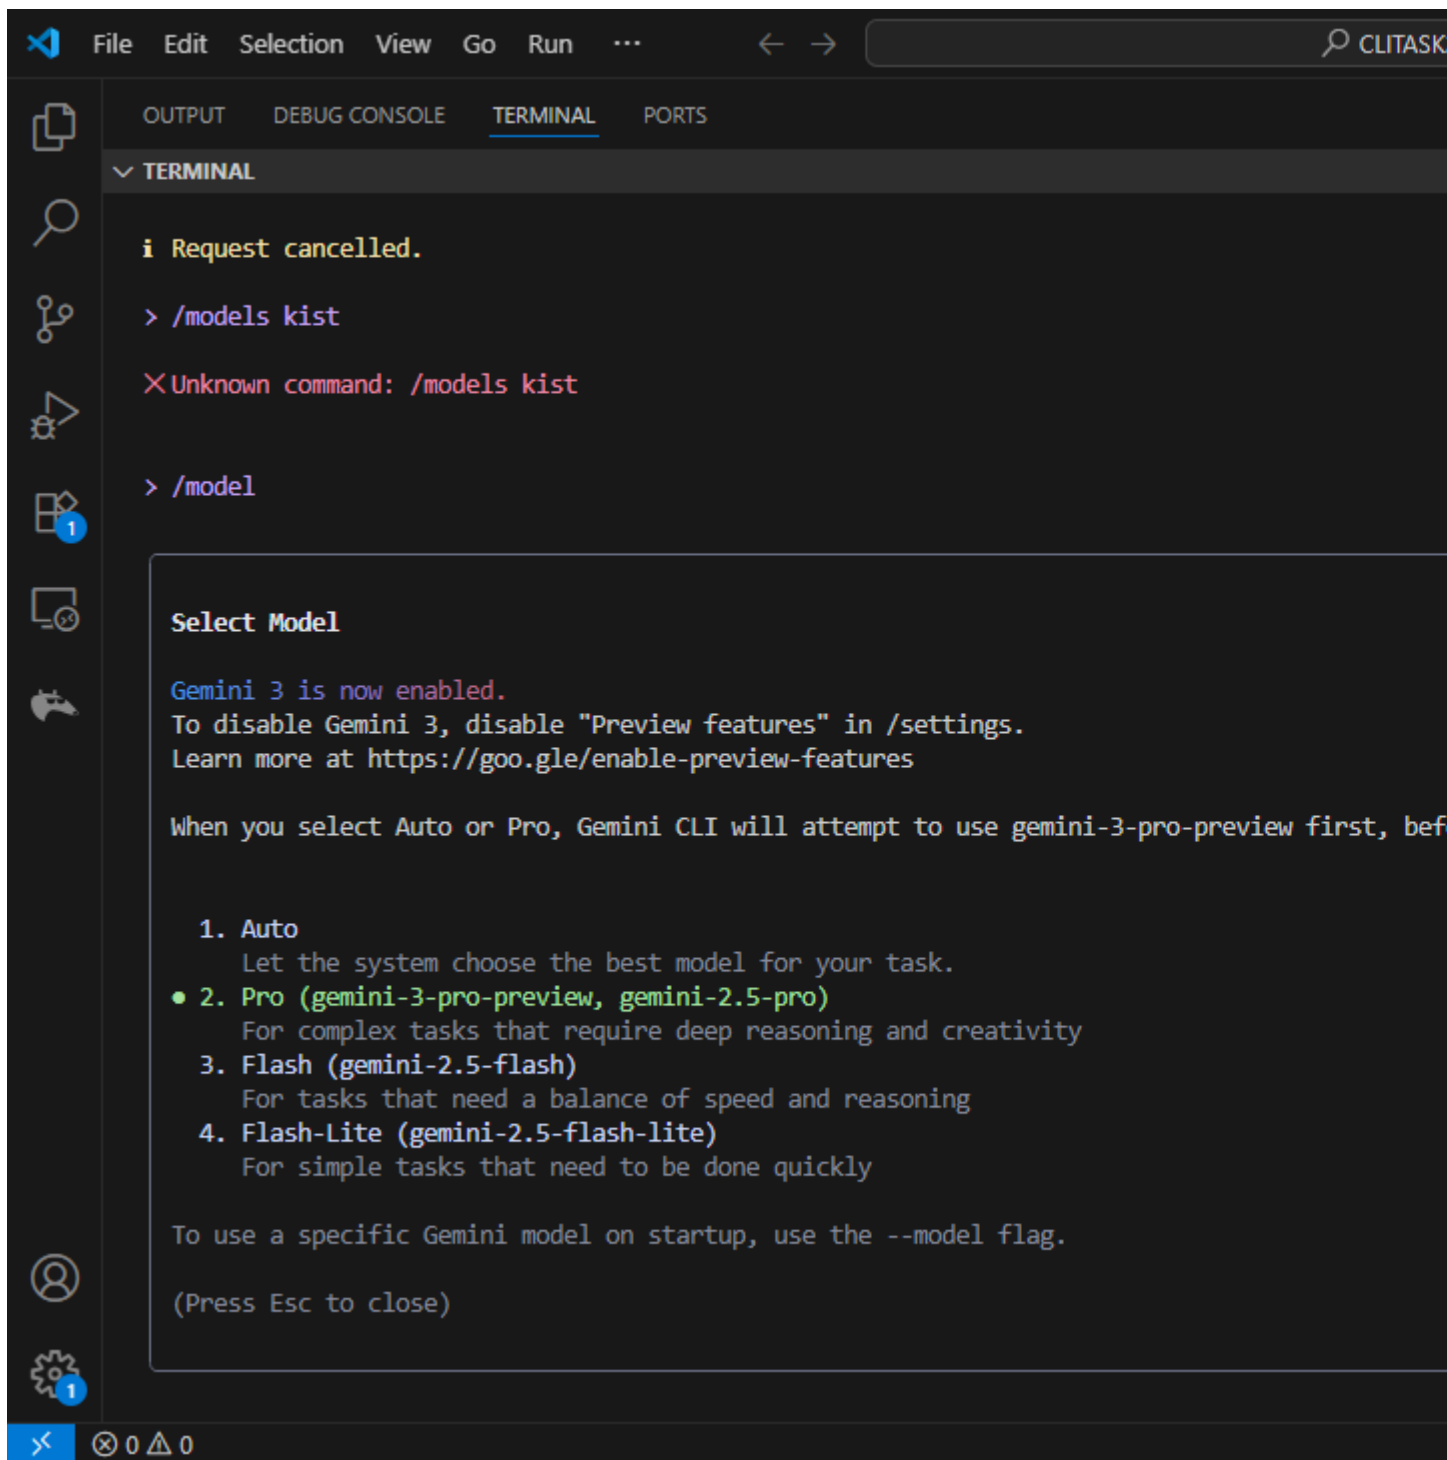 File Edit Selection View Go Run ···
CLITASK
OUTPUT DEBUG CONSOLE TERMINAL PORTS
TERMINAL
i Request cancelled.
> /models kist
✕ Unknown command: /models kist
> /model
1
Select Model
Gemini 3 is now enabled.
To disable Gemini 3, disable "Preview features" in /settings.
Learn more at https://goo.gle/enable-preview-features
When you select Auto or Pro, Gemini CLI will attempt to use gemini-3-pro-preview first, bef
1. Auto
Let the system choose the best model for your task.
● 2. Pro (gemini-3-pro-preview, gemini-2.5-pro)
For complex tasks that require deep reasoning and creativity
3. Flash (gemini-2.5-flash)
For tasks that need a balance of speed and reasoning
4. Flash-Lite (gemini-2.5-flash-lite)
For simple tasks that need to be done quickly
To use a specific Gemini model on startup, use the --model flag.
(Press Esc to close)
1
0 0